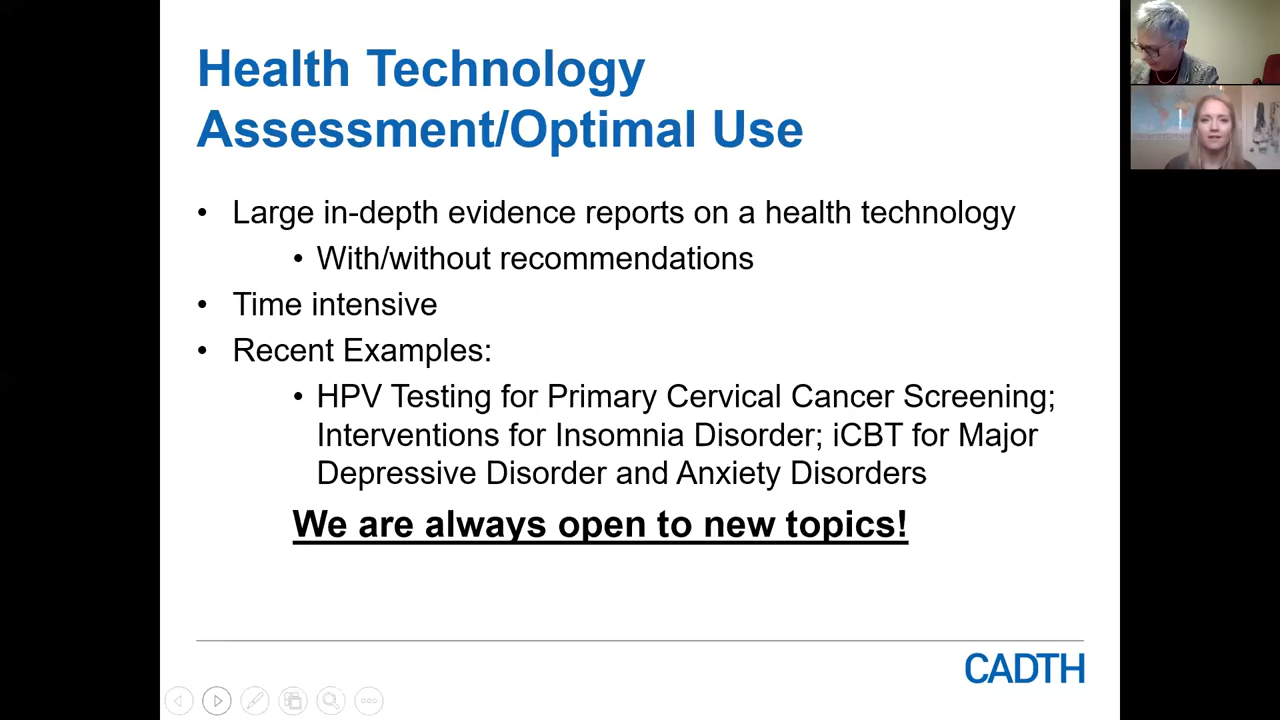 Health Technology
Assessment/Optimal Use
• Large in-depth evidence reports on a health technology
• With/without recommendations
• Time intensive
• Recent Examples:
• HPV Testing for Primary Cervical Cancer Screening;
Interventions for Insomnia Disorder; iCBT for Major
Depressive Disorder and Anxiety Disorders
We are always open to new topics!
CADTH